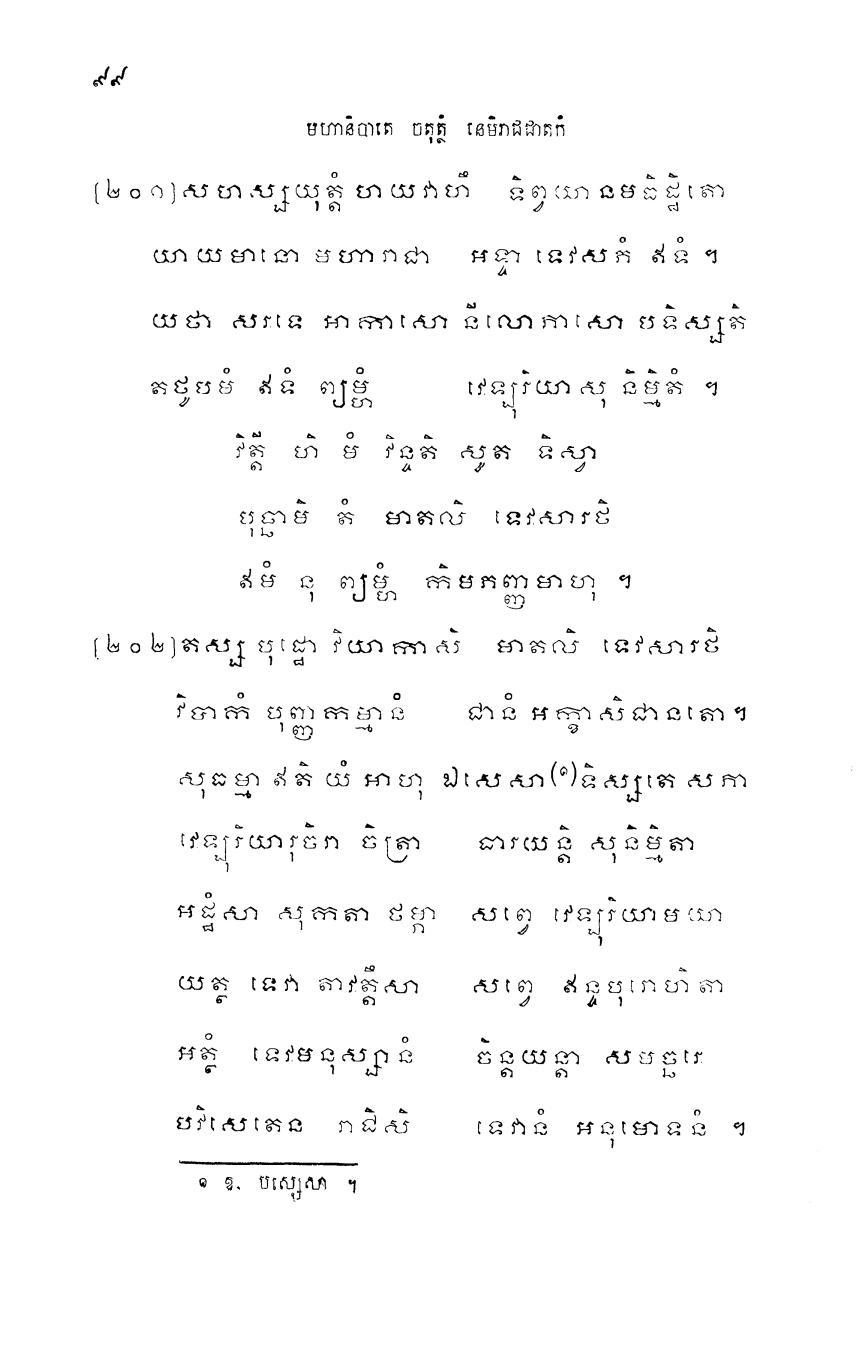 ៩៩
មហានិបាតេ ចតុត្ថំ នេមិរាជជាតកំ
[២០១] សហស្សយុត្តំ ហយវាហឹ ទិព្វយានមធិដ្ឋិតោ
យាយមានោ មហារាជា អទ្ទា ទេវសភំ ឥទំ ។
យថា សរទេ អាកាសោ នីលោភាសោ បទិស្សតិ
តថូបមំ ឥទំ ព្យម្ហំ វេឡុរិយាសុ និម្មិតំ ។
វិត្តី ហិ មំ វិន្ទតិ សូត ទិស្វា
បុច្ឆាមិ តំ មាតលិ ទេវសារថិ
ឥមំ នុ ព្យម្ហំ កិមភញ្ញមាហុ ។
[២០២] តស្ស បុដ្ឋោ វិយាកាសិ មាតលិ ទេវសារថិ
វិបាកំ បុញ្ញកម្មានំ ជានំ អក្ខាសិជានតោ។
សុធម្មា ឥតិ យំ អាហុ ឯសេសា(១)ទិស្សតេ សភា
វេឡុរិយារុចិរា ចិត្រា ធារយន្តិ សុនិម្មិតា
អដ្ឋំសា សុកតា ថម្ភា សព្វេ វេឡុរិយាមយា
យត្ថ ទេវា តាវត្តឹសា សព្វេ ឥន្ទបុរោហិតា
អត្ថំ ទេវមនុស្សានំ ចិន្តយន្តា សមច្ឆរេ
បវិសេតេន រាជិសិ ទេវានំ អនុមោទនំ ។
១ ឱ. បស្សេសា ។